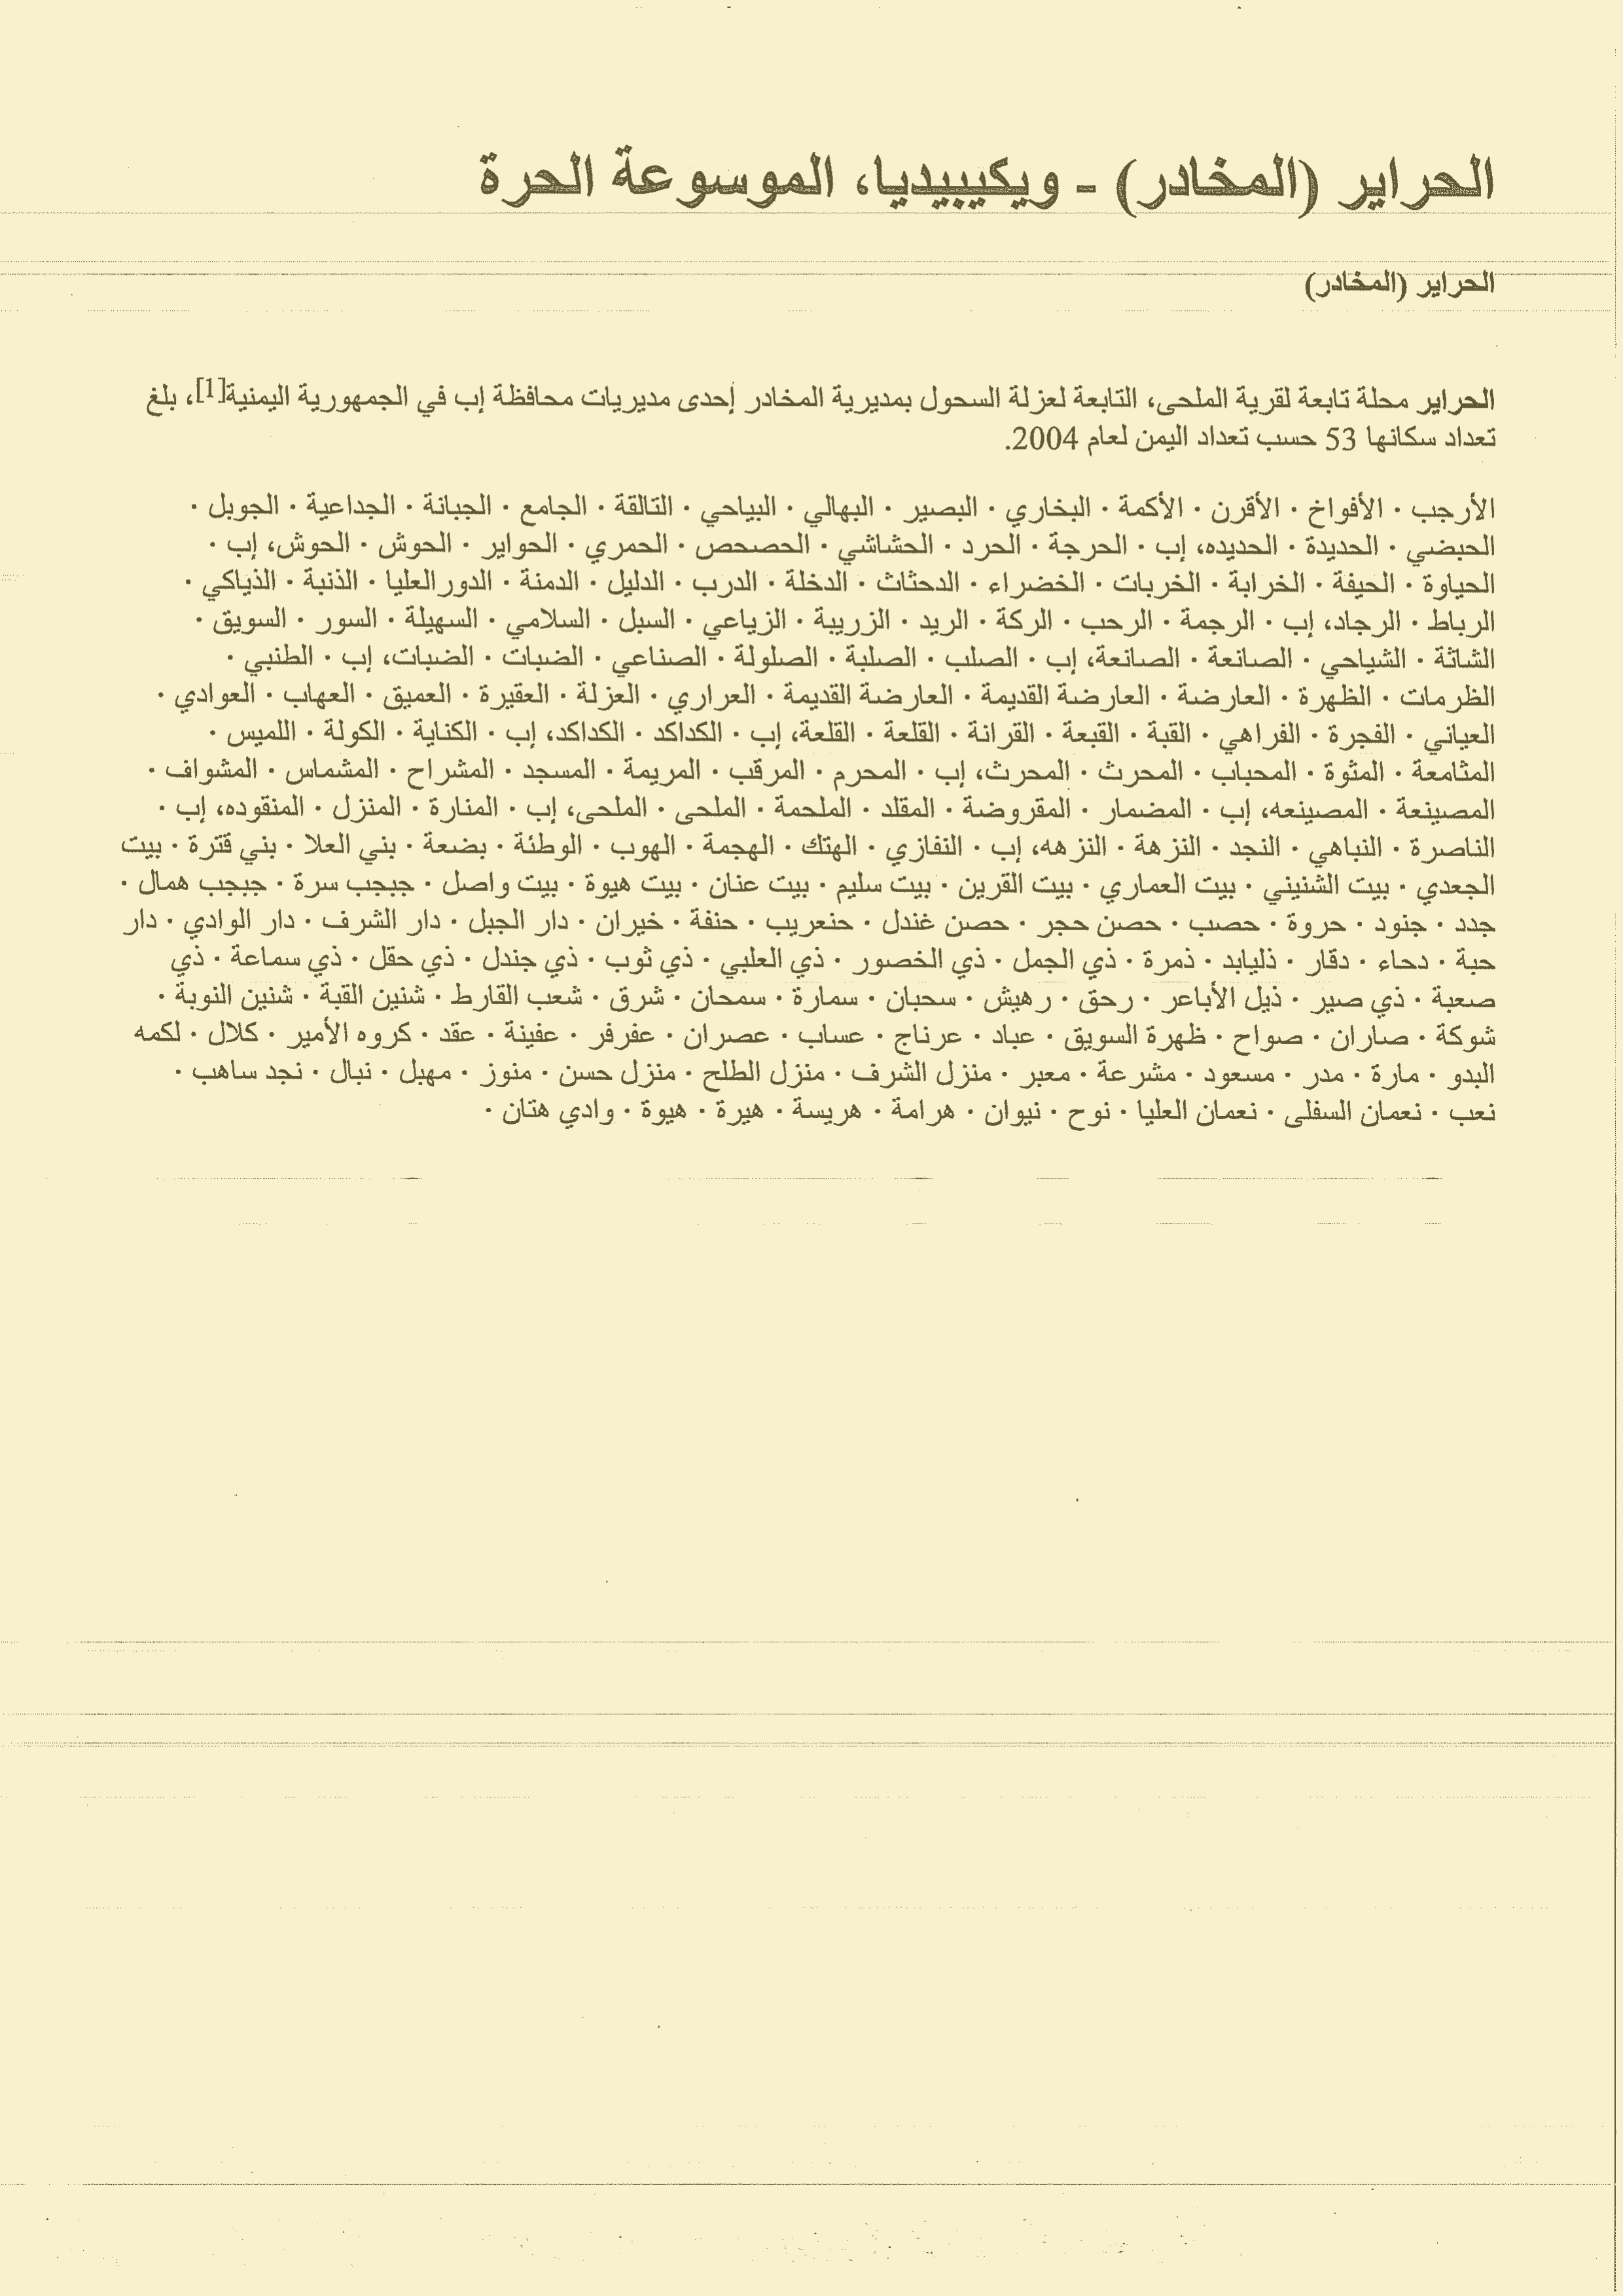 الحراير (المخادر) - ويكيبيديا، الموسوعة الحرة
الحراير (المخادر)
الحراير محلة تابعة لقرية الملحى، التابعة لعزلة السحول بمديرية المخادر إحدى مديريات محافظة إب في الجمهورية اليمنية[1]، بلغ
تعداد سكانها 53 حسب تعداد اليمن لعام 2004.
الأرجب · الأفواخ · الأقرن · الأكمة · البخاري · البصير · البهالي · البياحي · التالقة · الجامع · الجبانة · الجداعية · الجوبل ·
الحبضي · الحديدة · الحديده، إب · الحرجة · الحرد · الحشاشي · الحصحص · الحمري · الحواير · الحوش · الحوش، إب ·
الحياوة · الحيفة · الخرابة · الخربات · الخضراء · الدحثاث · الدخلة · الدرب · الدليل · الدمنة · الدورالعليا · الذنبة · الذياكي ·
الرباط · الرجاد، إب · الرجمة · الرحب · الركة · الريد · الزريبة · الزياعي · السبل · السلامي · السهيلة · السور · السويق ·
الشاثة · الشياحي · الصانعة · الصانعة، إب · الصلب · الصلبة · الصلولة · الصناعي · الضبات · الضبات، إب · الطنبي ·
الظرمات · الظهرة · العارضة · العارضة القديمة · العارضة القديمة · العراري · العزلة · العقيرة · العميق · العهاب · العوادي ·
العياني · الفجرة · الفراهي · القبة · القبعة · القرانة · القلعة · القلعة، إب · الكداكد · الكداكد، إب · الكناية · الكولة · اللميس ·
المثامعة · المثوة · المحباب · المحرث · المحرث، إب · المحرم · المرقب · المريمة · المسجد · المشراح · المشماس · المشواف ·
المصينعة · المصينعه، إب · المضمار · المقروضة · المقلد · الملحمة · الملحى · الملحى، إب · المنارة · المنزل · المنقوده، إب ·
الناصرة · النباهي · النجد · النزهة · النزهه، إب · النفازي · الهتك · الهجمة · الهوب · الوطئة · بضعة · بني العلا · بني قترة · بيت
الجعدي · بيت الشنيني · بيت العماري · بيت القرين · بيت سليم · بيت عنان · بيت هيوة · بيت واصل · جبجب سرة · جبجب همال ·
جدد · جنود · حروة · حصب · حصن حجر · حصن غندل · حنعريب · حنفة · خيران · دار الجبل · دار الشرف · دار الوادي · دار
حبة · دحاء · دقار · ذليابد · ذمرة · ذي الجمل · ذي الخصور · ذي العلبي · ذي ثوب · ذي جندل · ذي حقل · ذي سماعة · ذي
صعبة · ذي صير · ذيل الأباعر · رحق · رهيش · سحبان · سمارة · سمحان · شرق · شعب القارط · شنين القبة · شنين النوبة ·
شوكة · صاران · صواح · ظهرة السويق · عباد · عرناج · عساب · عصران · عفرفر · عفينة · عقد · كروه الأمير · كلال · لكمه
البدو · مارة · مدر · مسعود · مشرعة · معبر · منزل الشرف · منزل الطلح · منزل حسن · منوز · مهبل · نبال · نجد ساهب ·
نعب · نعمان السفلى · نعمان العليا · نوح · نيوان · هرامة · هريسة · هيرة · هيوة · وادي هتان ·